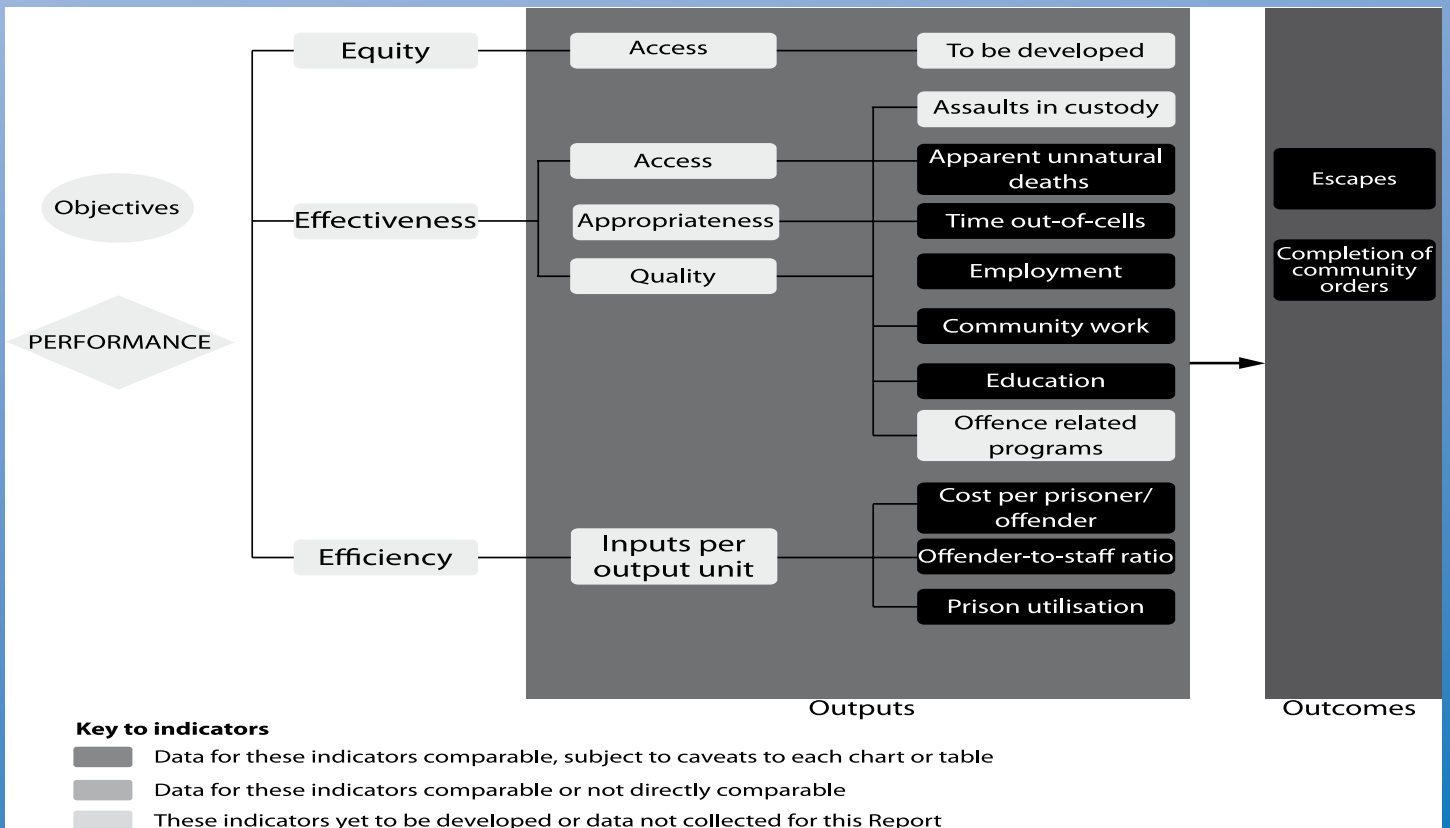 Equity
Access
To be developed
Assaults in custody
Access
Apparent unnatural
deaths
Objectives
Effectiveness
Appropriateness
Time out-of-cells
Quality
Employment
PERFORMANCE
Community work
Education
Offence related
programs
Efficiency
Inputs per
output unit
Cost per prisoner/
offender
Offender-to-staff ratio
Prison utilisation
Escapes
Completion of
community
orders
Outputs
Outcomes
Key to indicators
Data for these indicators comparable, subject to caveats to each chart or table
Data for these indicators comparable or not directly comparable
These indicators yet to be developed or data not collected for this Report